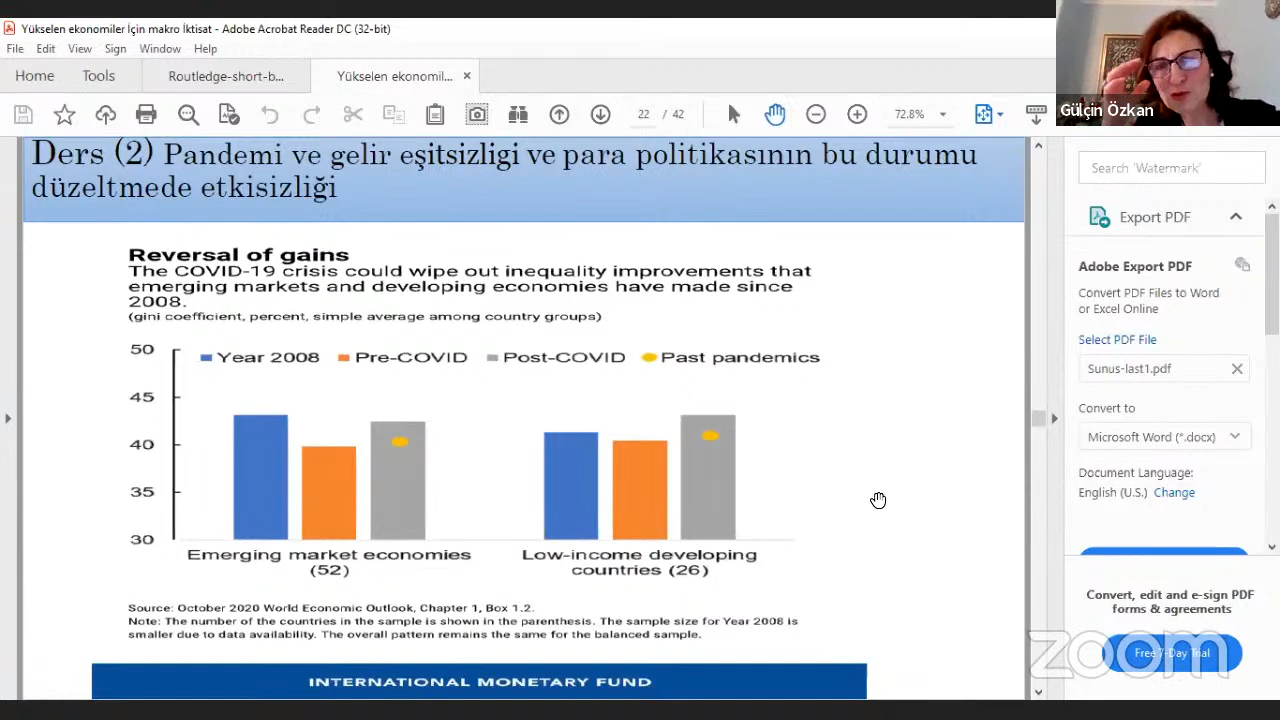 Yükselen ekonomiler İçin makro İktisat - Adobe Acrobat Reader DC (32-bit)
File Edit View Sign Window Help
Home Tools Routledge-short-b... Yükselen ekonomil... ×
22 / 42 72.8%
Gülçin Özkan
Ders (2) Pandemi ve gelir eşitsizligi ve para politikasının bu durumu
düzeltmede etkisizliği
Reversal of gains
The COVID-19 crisis could wipe out inequality improvements that
emerging markets and developing economies have made since
2008.
(gini coefficient, percent, simple average among country groups)
50
Year 2008 Pre-COVID Post-COVID Past pandemics
45
40
35
30
Emerging market economies
(52)
Low-income developing
countries (26)
Source: October 2020 World Economic Outlook, Chapter 1, Box 1.2.
Note: The number of the countries in the sample is shown in the parenthesis. The sample size for Year 2008 is
smaller due to data availability. The overall pattern remains the same for the balanced sample.
INTERNATIONAL MONETARY FUND
Search 'Watermark'
Export PDF
Adobe Export PDF
Convert PDF Files to Word
or Excel Online
Select PDF File
Sunus-last1.pdf
Convert to
Microsoft Word (*.docx)
Document Language:
English (U.S.) Change
Convert, edit and e-sign PDF
forms & agreements
Free 7-Day Trial
zoom